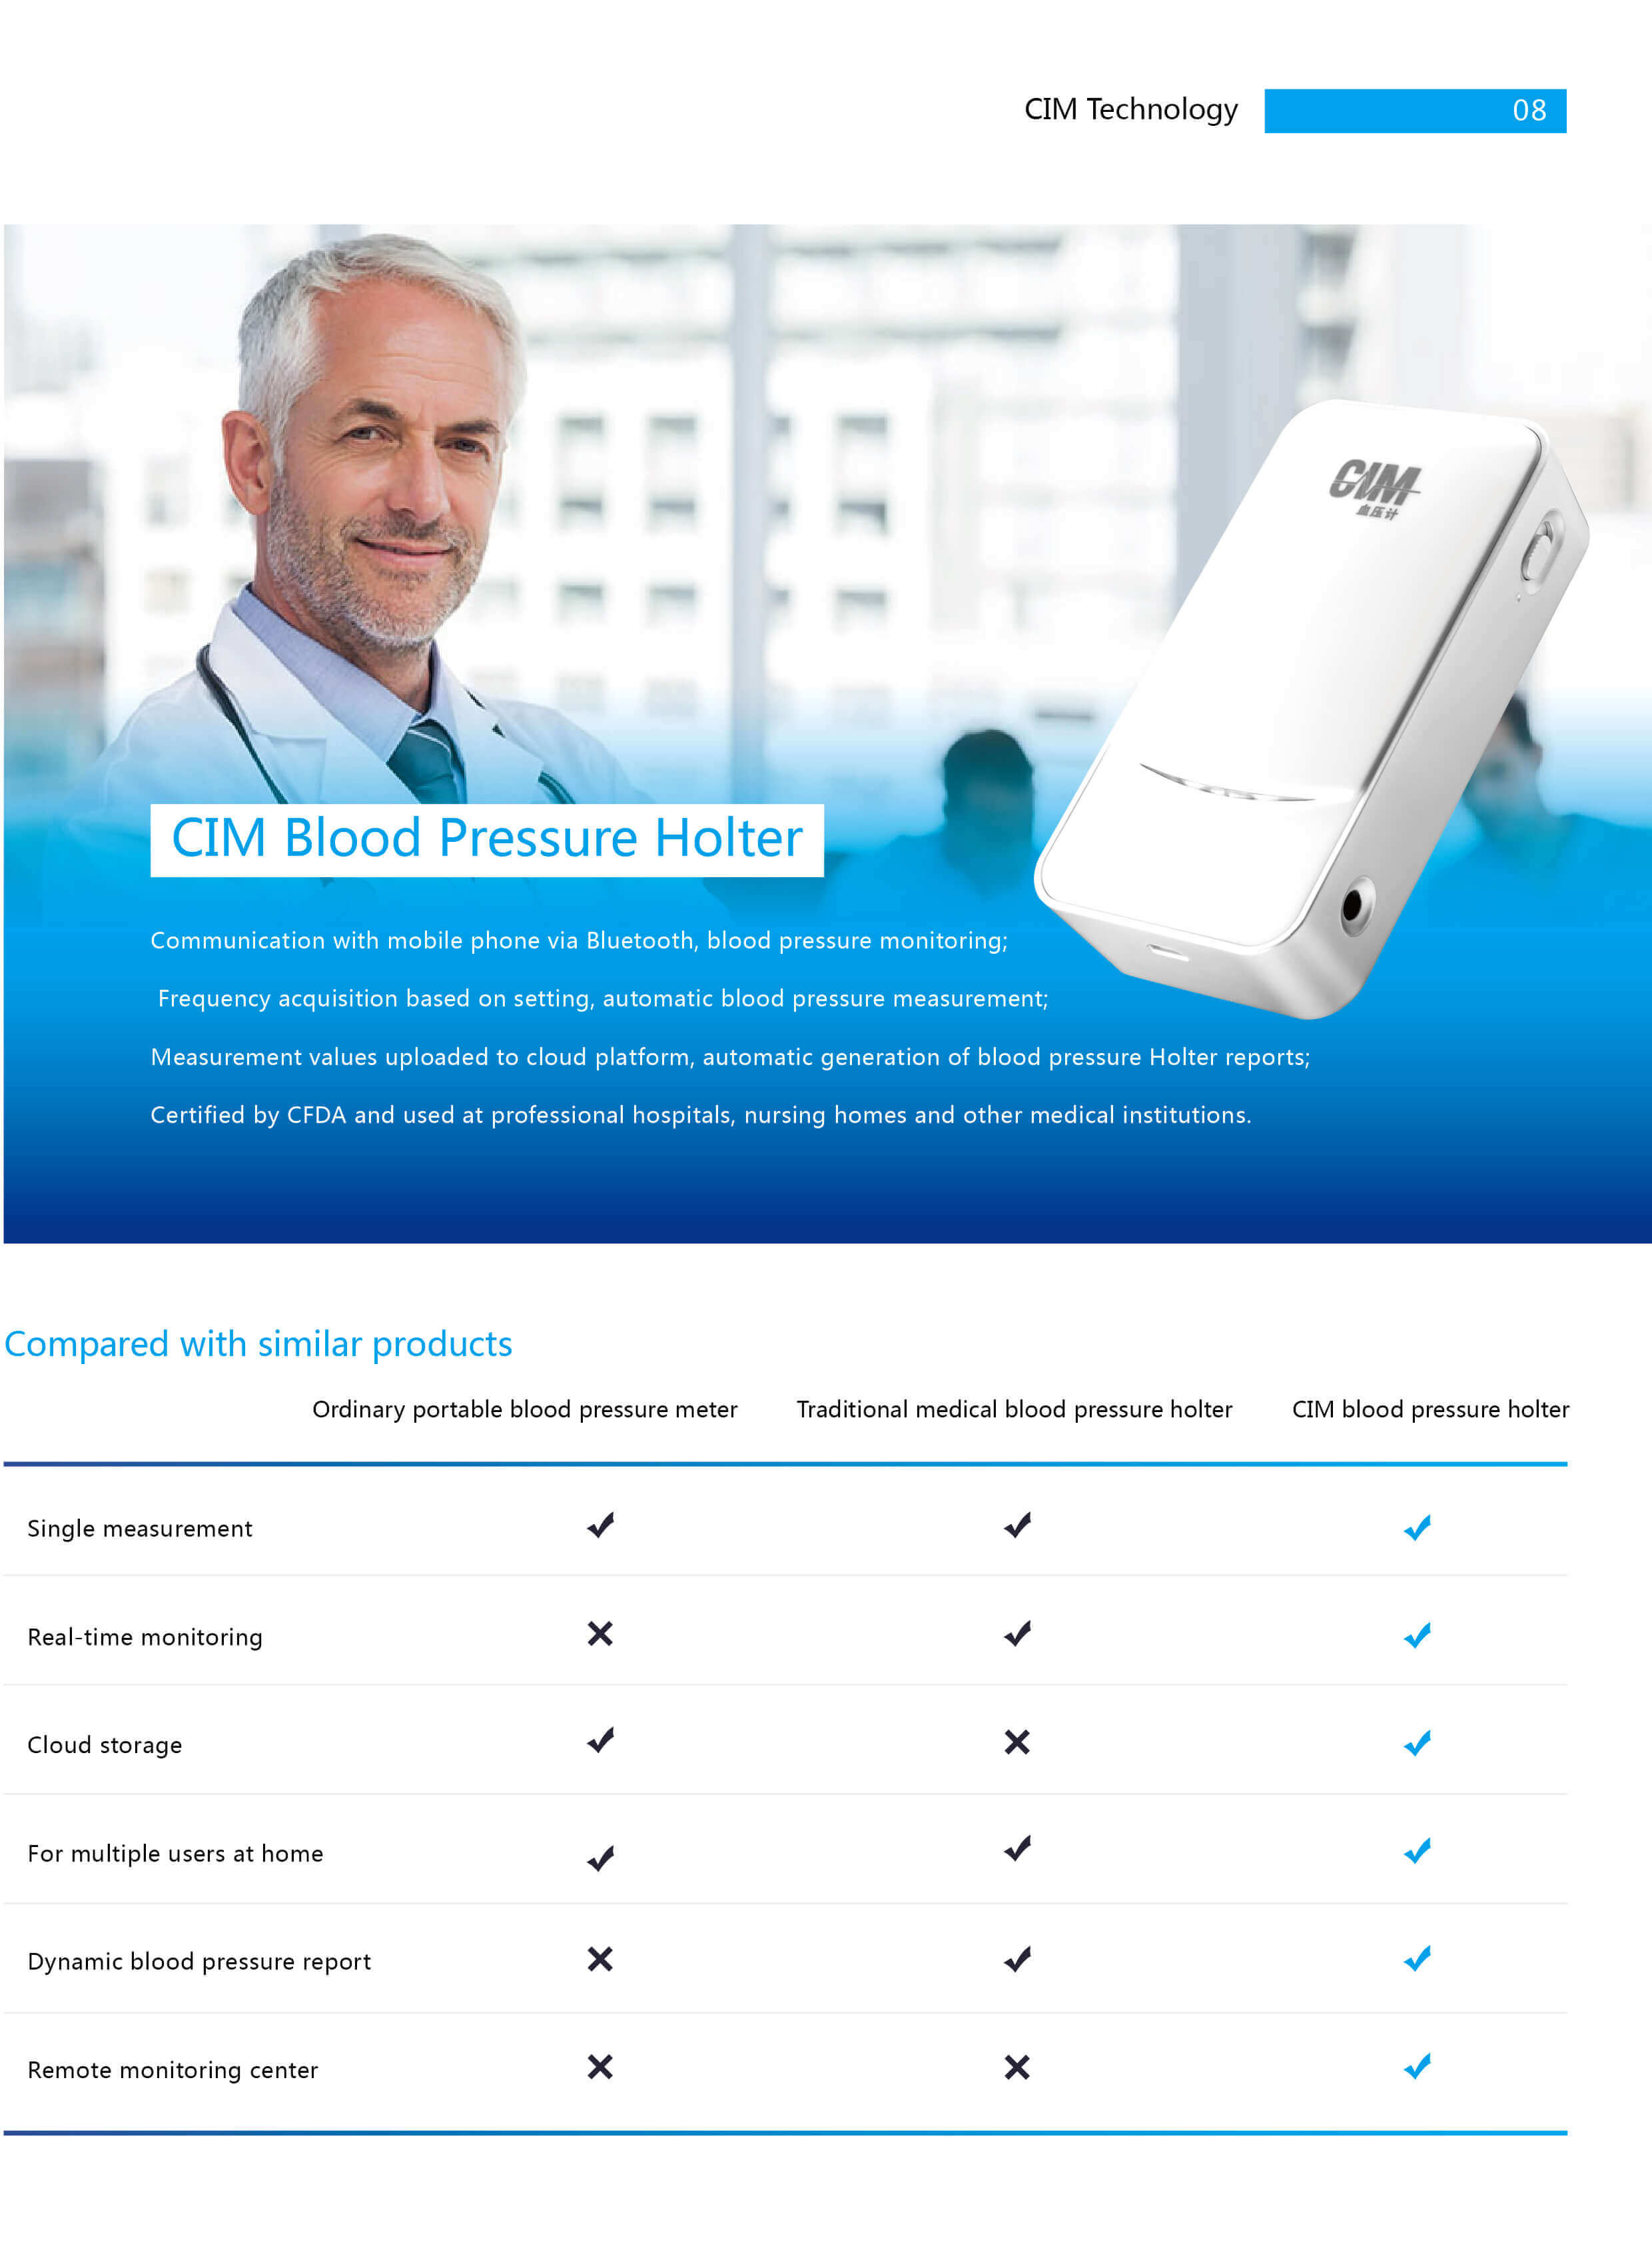 CIM Technology 08
CIM
血压计
CIM Blood Pressure Holter
Communication with mobile phone via Bluetooth, blood pressure monitoring;
Frequency acquisition based on setting, automatic blood pressure measurement;
Measurement values uploaded to cloud platform, automatic generation of blood pressure Holter reports;
Certified by CFDA and used at professional hospitals, nursing homes and other medical institutions.
Compared with similar products
Ordinary portable blood pressure meter Traditional medical blood pressure holter CIM blood pressure holter
Single measurement ✔ ✔ ✔
Real-time monitoring ✖ ✔ ✔
Cloud storage ✔ ✖ ✔
For multiple users at home ✔ ✔ ✔
Dynamic blood pressure report ✖ ✔ ✔
Remote monitoring center ✖ ✖ ✔